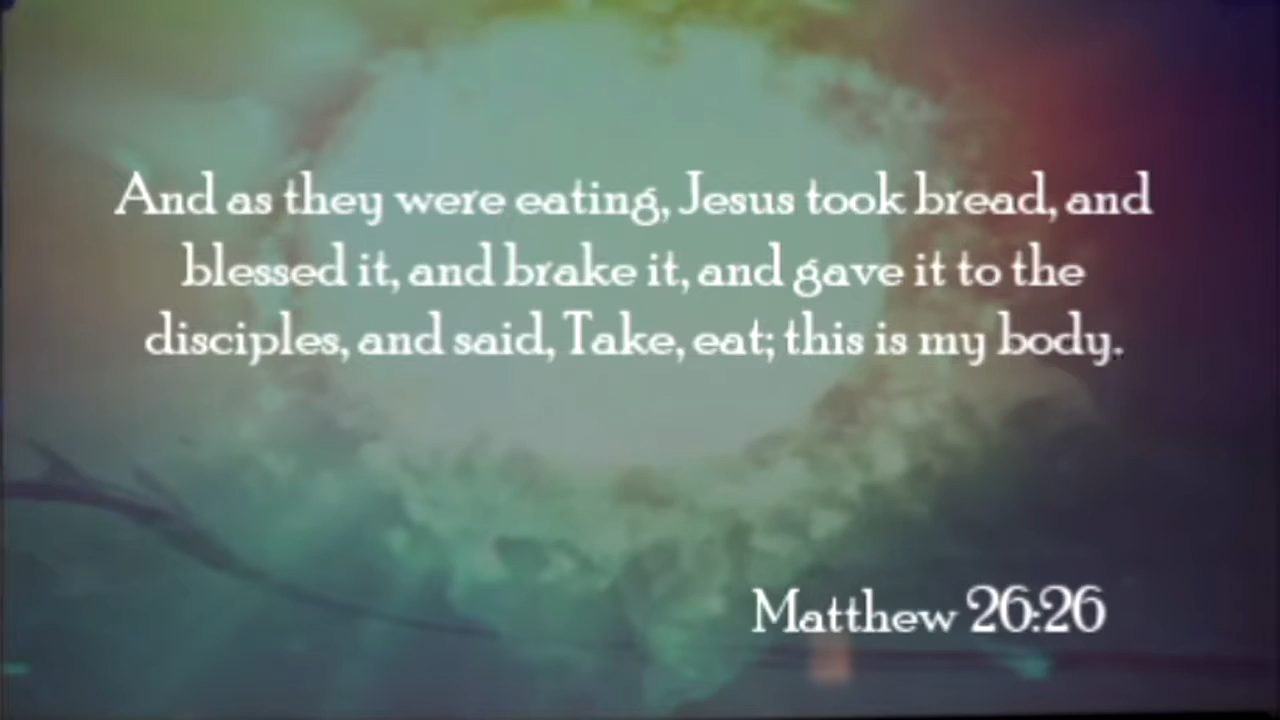 And as they were eating, Jesus took bread, and
blessed it, and brake it, and gave it to the
disciples, and said, Take, eat; this is my body.
Matthew 26:26